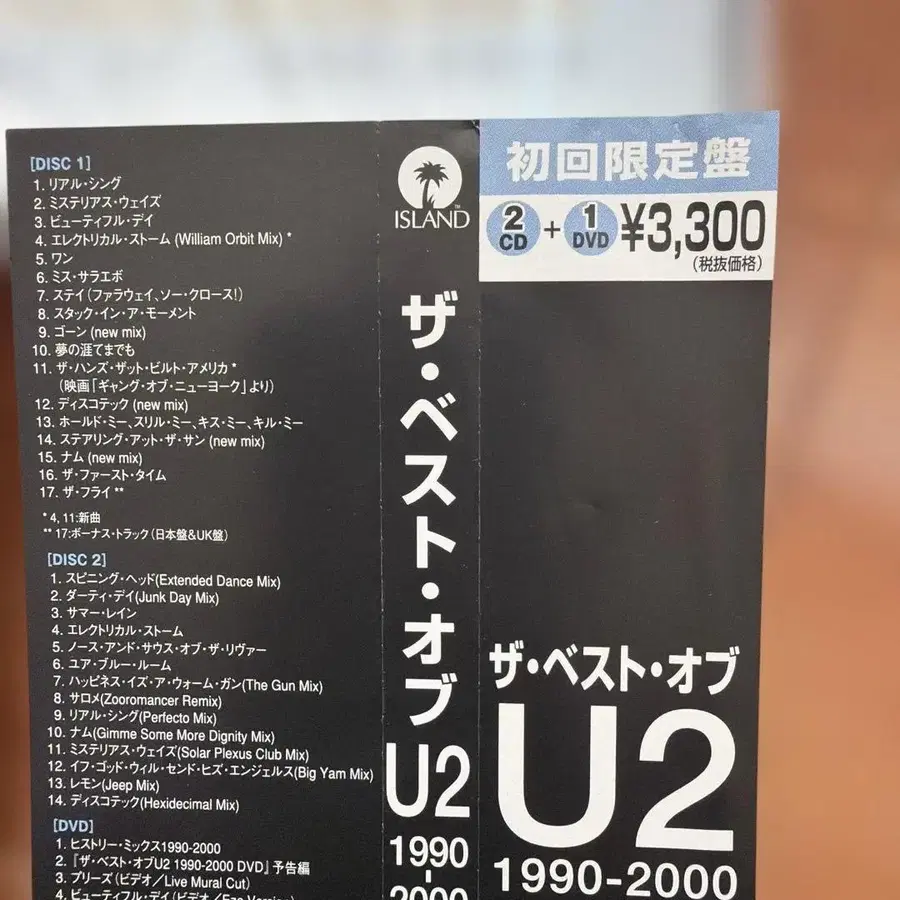 [DISC 1]
1. リアル・シング
2. ミステリアス・ウェイズ
3. ビューティフル・デイ
4. エレクトリカル・ストーム (William Orbit Mix) *
5. ワン
6. ミス・サラエボ
7. ステイ(ファラウェイ、ソー・クロース!)
8. スタック・イン・ア・モーメント
9. ゴーン (new mix)
10. 夢の涯てまでも
11. ザ・ハンズ・ザット・ビルト・アメリカ *
(映画「ギャング・オブ・ニューヨーク」より)
12. ディスコテック (new mix)
13. ホールド・ミー、スリル・ミー、キス・ミー、キル・ミー
14. ステアリング・アット・ザ・サン (new mix)
15. ナム (new mix)
16. ザ・ファースト・タイム
17. ザ・フライ **
* 4, 11:新曲
** 17:ボーナス・トラック (日本盤&UK盤)
[DISC 2]
1. スピニング・ヘッド(Extended Dance Mix)
2. ダーティ・デイ(Junk Day Mix)
3. サマー・レイン
4. エレクトリカル・ストーム
5. ノース・アンド・サウス・オブ・ザ・リヴァー
6. ユア・ブルー・ルーム
7. ハッピネス・イズ・ア・ウォーム・ガン(The Gun Mix)
8. サロメ(Zooromancer Remix)
9. リアル・シング(Perfecto Mix)
10. ナム(Gimme Some More Dignity Mix)
11. ミステリアス・ウェイズ(Solar Plexus Club Mix)
12. イフ・ゴッド・ウィル・センド・ヒズ・エンジェルス(Big Yam Mix)
13. レモン(Jeep Mix)
14. ディスコテック(Hexidecimal Mix)
[DVD]
1. ヒストリー・ミックス1990-2000
2.『ザ・ベスト・オブU2 1990-2000 DVD』予告編
3. プリーズ(ビデオ/Live Mural Cut)
4. ビューティフル・デイ(ビデオ/Eze Version)
ISLAND
TM
ザ・ベスト・オブ
U2
1990
-
2000
初回限定盤
2 CD + 1 DVD ¥3,300
(税抜価格)
ザ・ベスト・オブ
U2
1990-2000